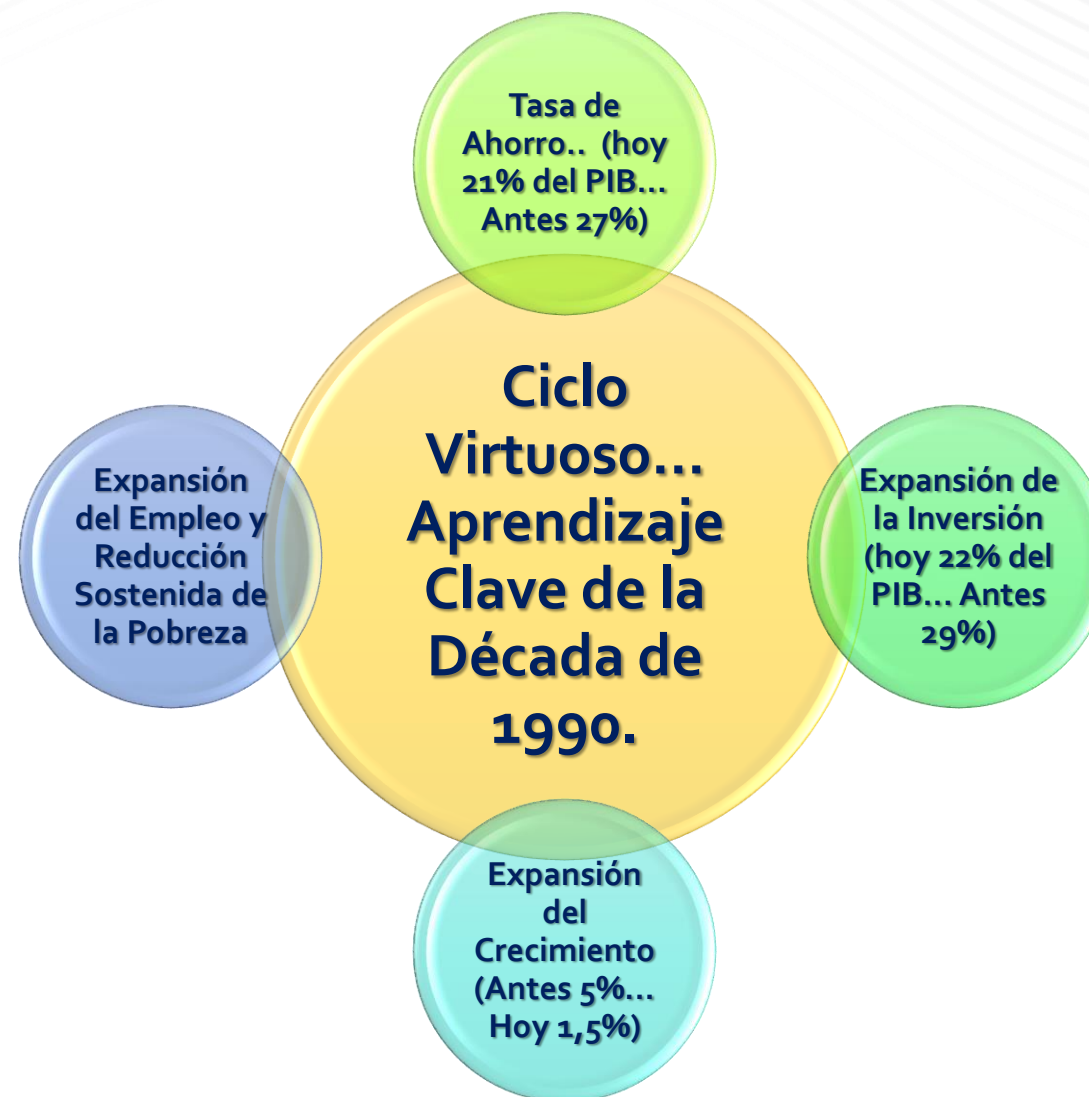 Tasa de
Ahorro.. (hoy
21% del PIB...
Antes 27%)
Ciclo
Virtuoso...
Aprendizaje
Clave de la
Década de
1990.
Expansión
del Empleo y
Reducción
Sostenida de
la Pobreza
Expansión de
la Inversión
(hoy 22% del
PIB... Antes
29%)
Expansión
del
Crecimiento
(Antes 5%...
Hoy 1,5%)